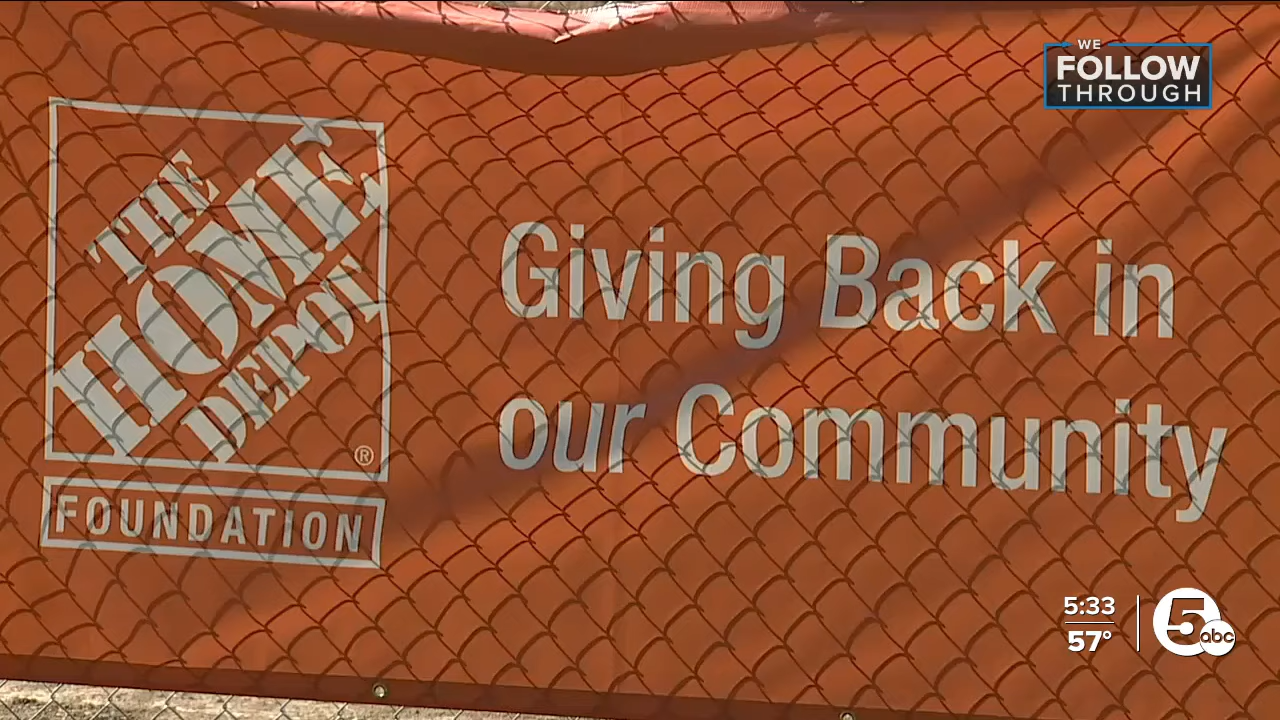 WE
FOLLOW
THROUGH
THE
HOME
DEPOT
®
FOUNDATION
Giving Back in
our Community
5:33
57°
5 abc